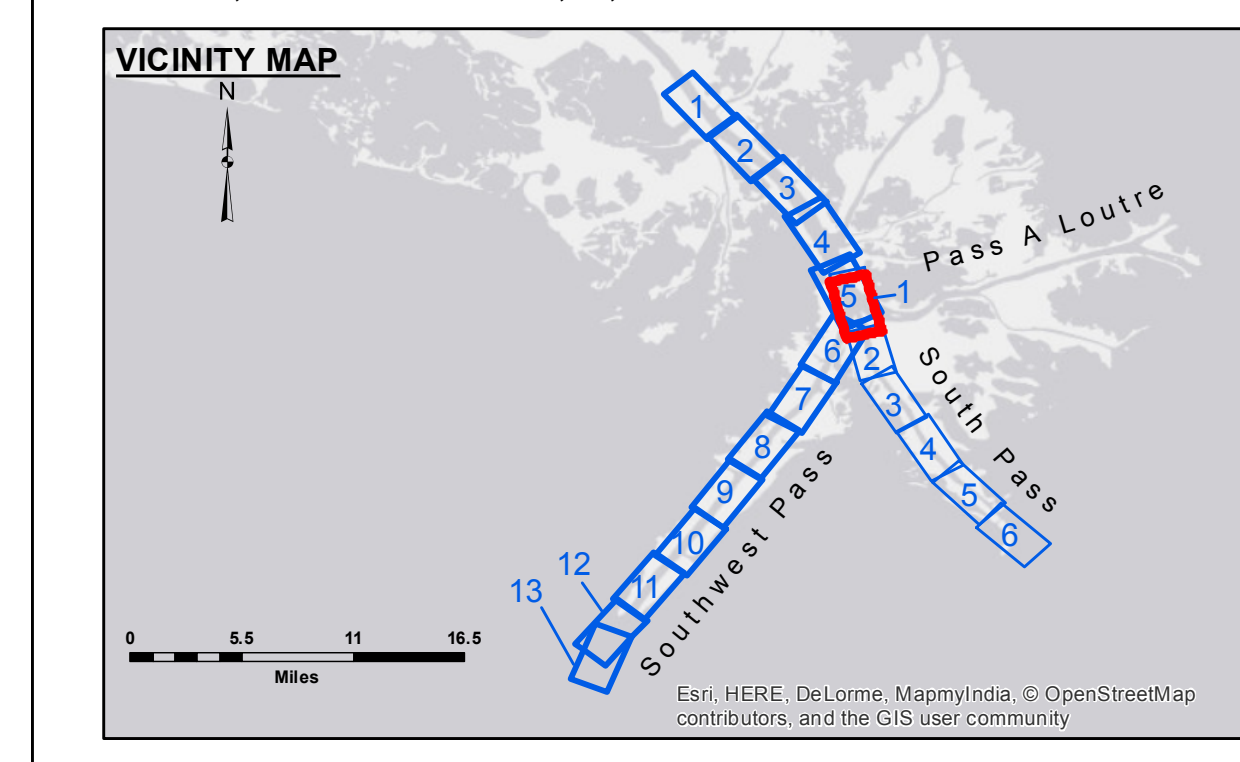 VICINITY MAP
N
1
2
3
4
5
1
Pass A Loutre
6
2
7
3
South Pass
8
4
9
5
10
6
11
12
13
Southwest Pass
0 5.5 11 16.5
Miles
Esri, HERE, DeLorme, MapmyIndia, © OpenStreetMap
contributors, and the GIS user community